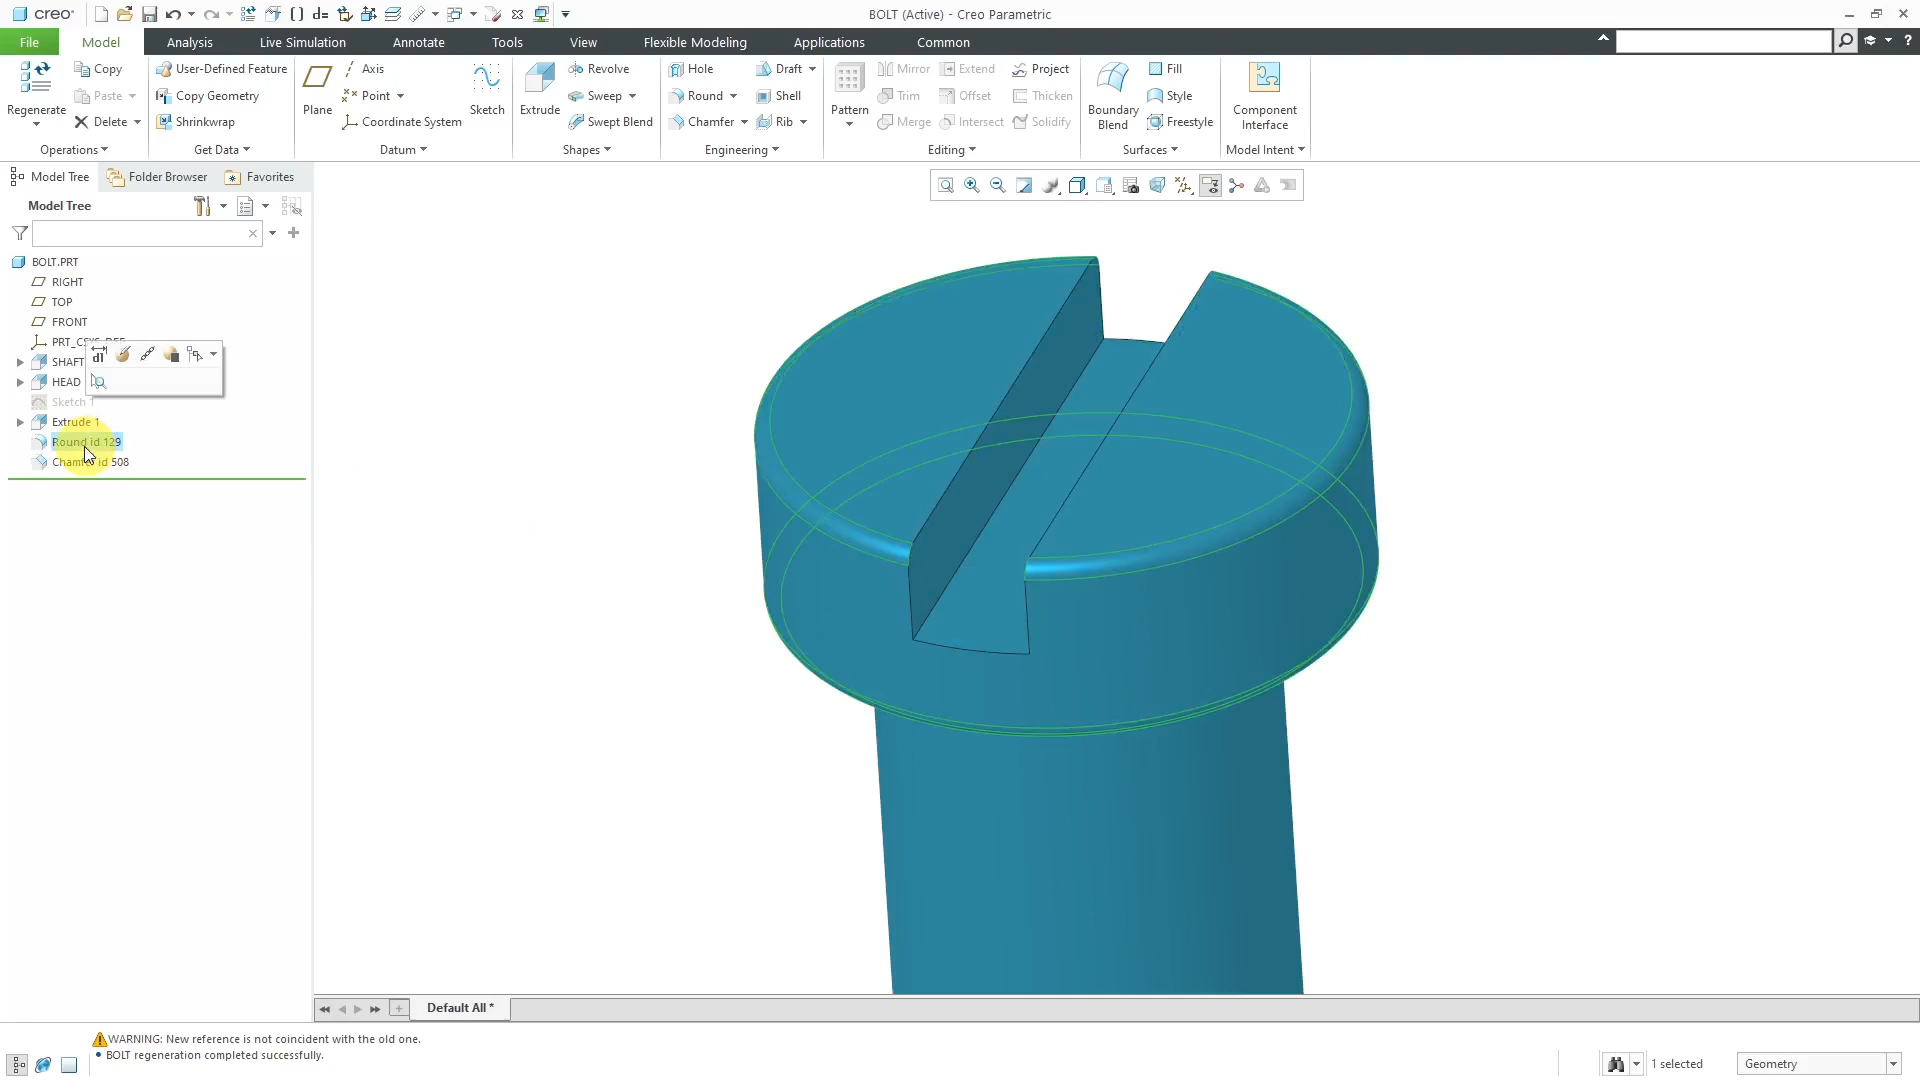 creo
BOLT (Active) - Creo Parametric
File Model Analysis Live Simulation Annotate Tools View Flexible Modeling Applications Common
Regenerate
Copy
Paste
Delete
Operations
User-Defined Feature
Copy Geometry
Shrinkwrap
Get Data
Plane
Axis
Point
Coordinate System
Sketch
Datum
Extrude
Revolve
Sweep
Swept Blend
Shapes
Hole
Round
Chamfer
Draft
Shell
Rib
Engineering
Pattern
Mirror
Trim
Merge
Extend
Offset
Intersect
Project
Thicken
Solidify
Editing
Boundary
Blend
Fill
Style
Freestyle
Surfaces
Component
Interface
Model Intent
Model Tree Folder Browser Favorites
Model Tree
BOLT.PRT
RIGHT
TOP
FRONT
SHAFT
HEAD
Sketch 1
Extrude 1
Round id 129
Chamfer id 508
Default All *
WARNING: New reference is not coincident with the old one.
• BOLT regeneration completed successfully.
1 selected
Geometry